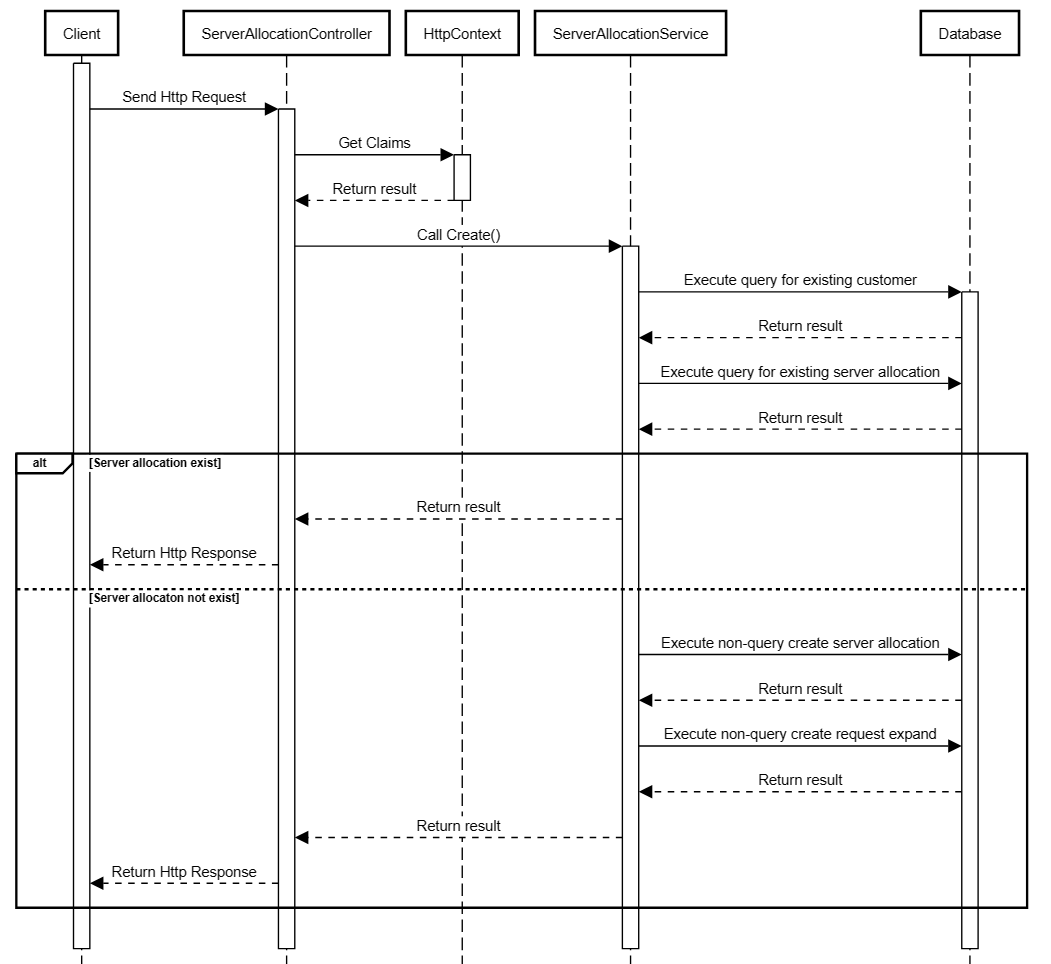 Client
ServerAllocationController
HttpContext
ServerAllocationService
Database
Send Http Request
Get Claims
Return result
Call Create()
Execute query for existing customer
Return result
Execute query for existing server allocation
Return result
alt
[Server allocation exist]
Return result
Return Http Response
[Server allocaton not exist]
Execute non-query create server allocation
Return result
Execute non-query create request expand
Return result
Return result
Return Http Response